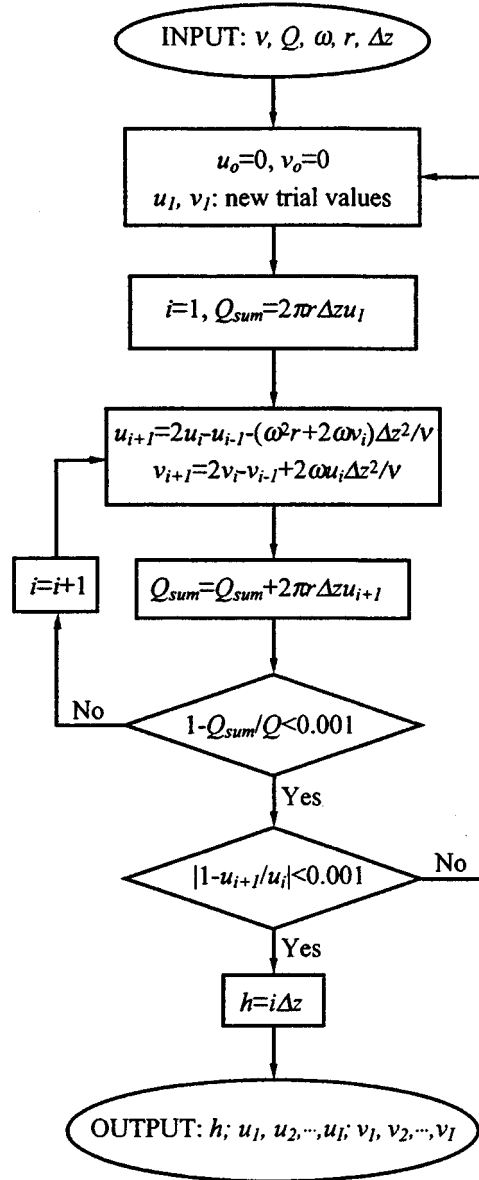 INPUT: ν, Q, ω, r, Δz
u₀=0, v₀=0
u₁, v₁: new trial values
i=1, Q_sum=2πrΔzu₁
u_{i+1}=2u_i-u_{i-1}-(ω²r+2ωv_i)Δz²/ν
v_{i+1}=2v_i-v_{i-1}+2ωu_iΔz²/ν
i=i+1
Q_sum=Q_sum+2πrΔzu_{i+1}
No
1-Q_sum/Q<0.001
Yes
|1-u_{i+1}/u_i|<0.001
No
Yes
h=iΔz
OUTPUT: h; u₁, u₂,···,u_I; v₁, v₂,···,v_I